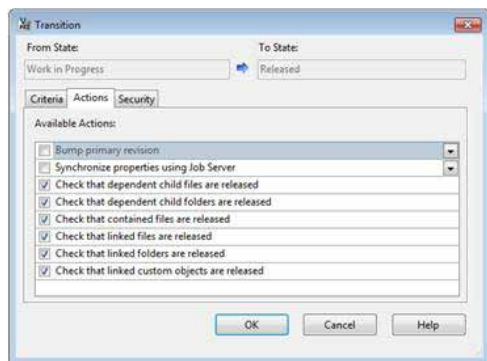 Transition
From State:
To State:
Work in Progress
Released
Criteria
Actions
Security
Available Actions:
Bump primary revision
Synchronize properties using Job Server
Check that dependent child files are released
Check that dependent child folders are released
Check that contained files are released
Check that linked files are released
Check that linked folders are released
Check that linked custom objects are released
OK
Cancel
Help